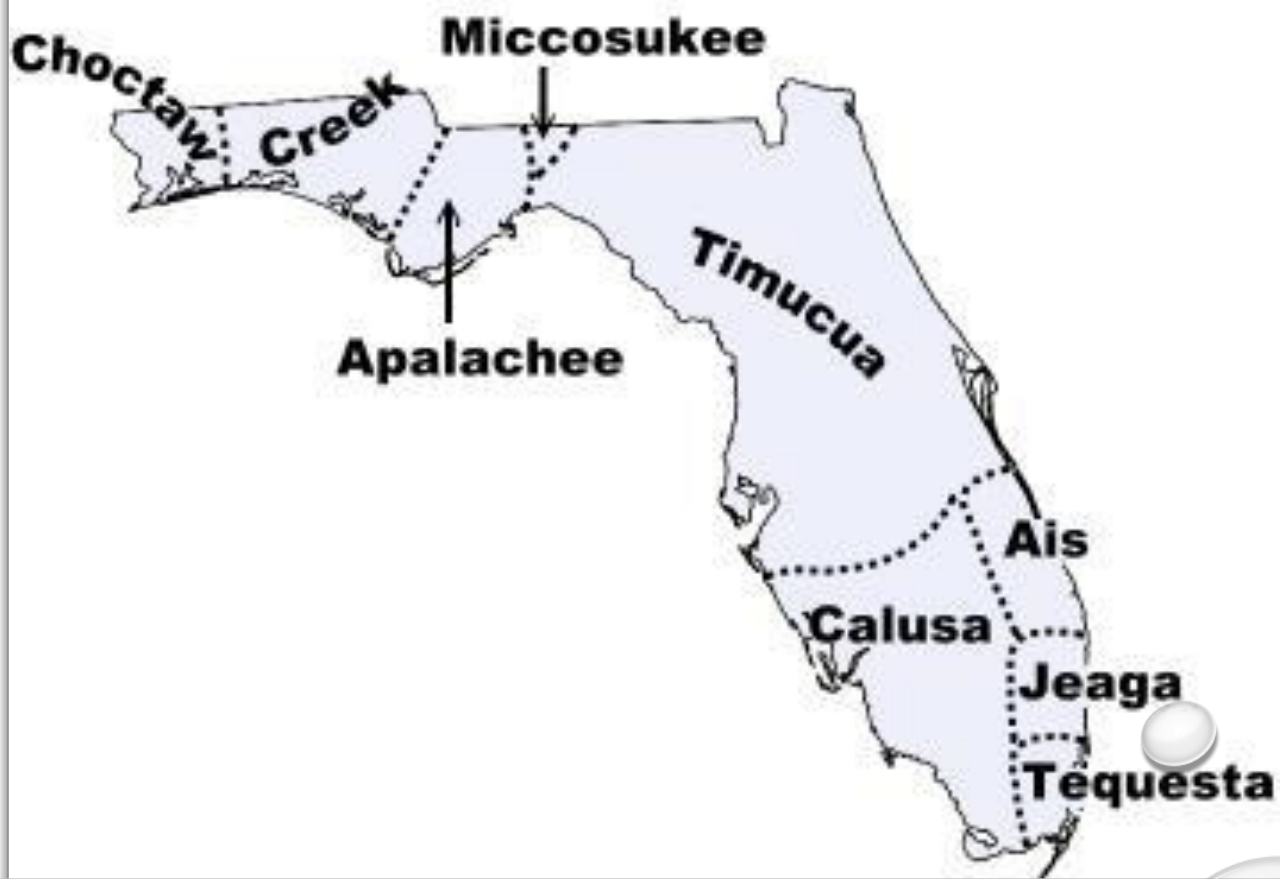 Miccosukee
Choctaw
Creek
Timucua
Apalachee
Ais
Calusa
Jeaga
Tequesta